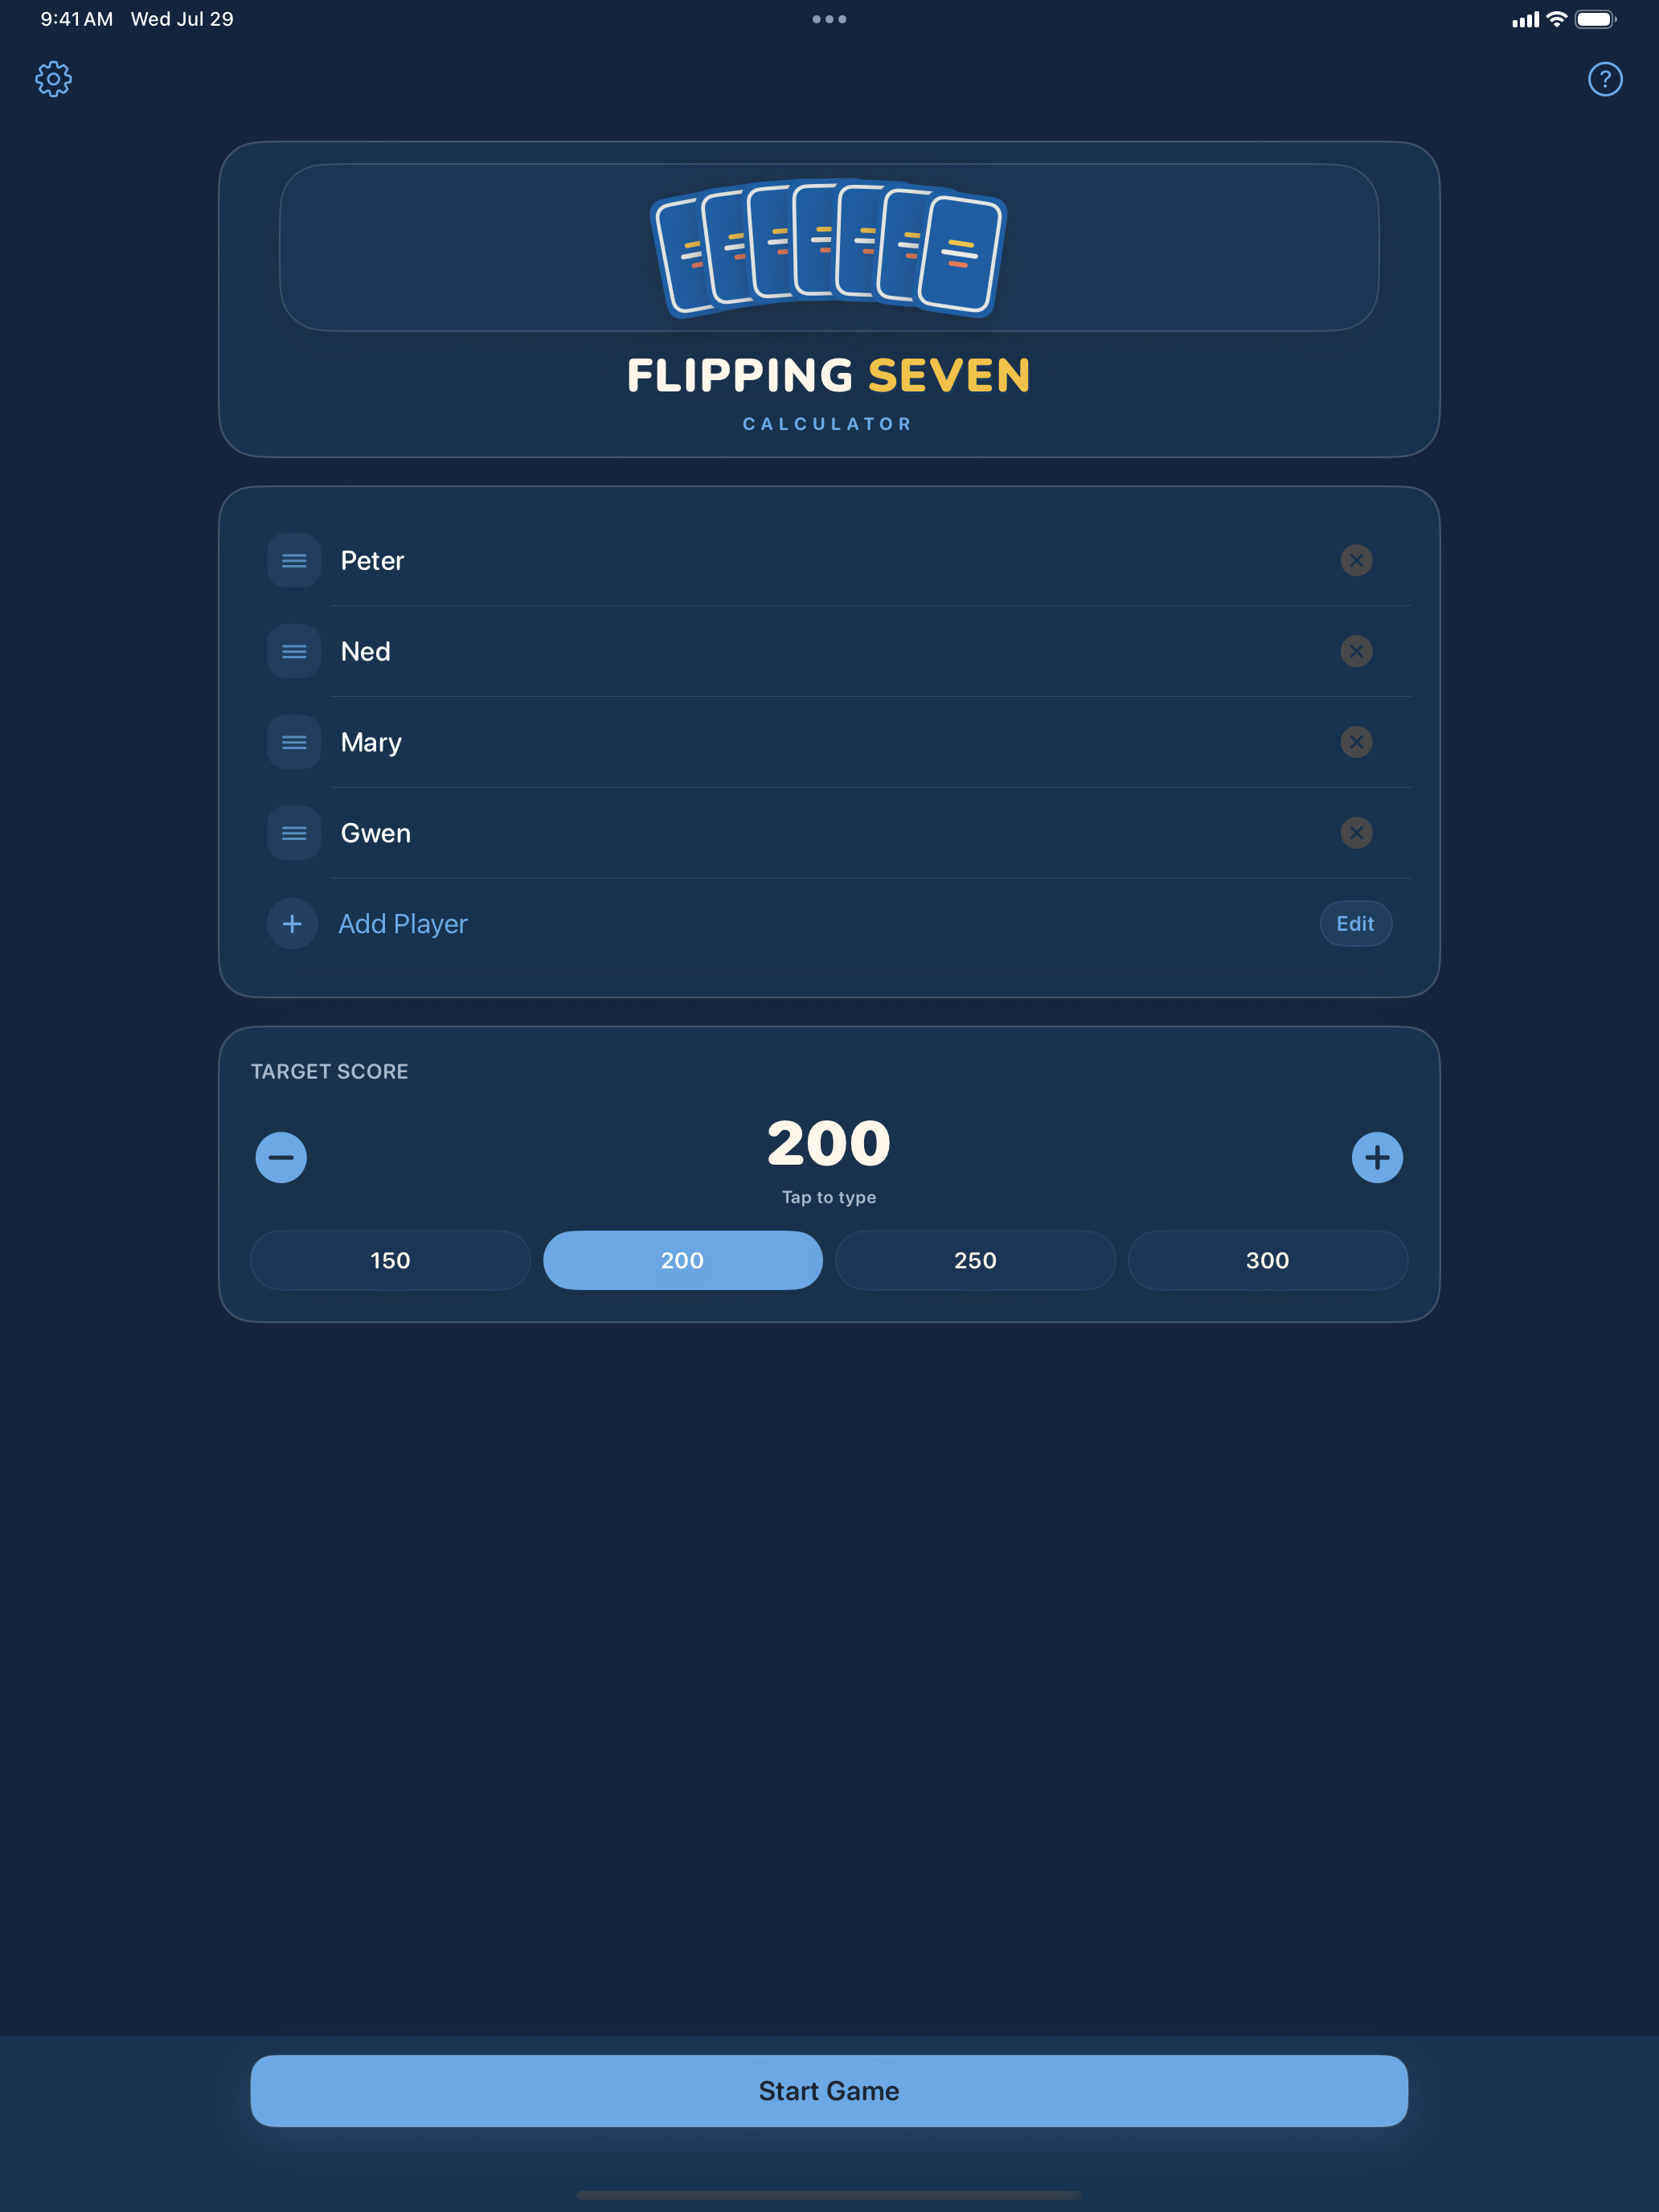 9:41 AM Wed Jul 29
?
FLIPPING SEVEN
CALCULATOR
Peter
Ned
Mary
Gwen
Add Player
Edit
TARGET SCORE
200
Tap to type
150 200 250 300
Start Game